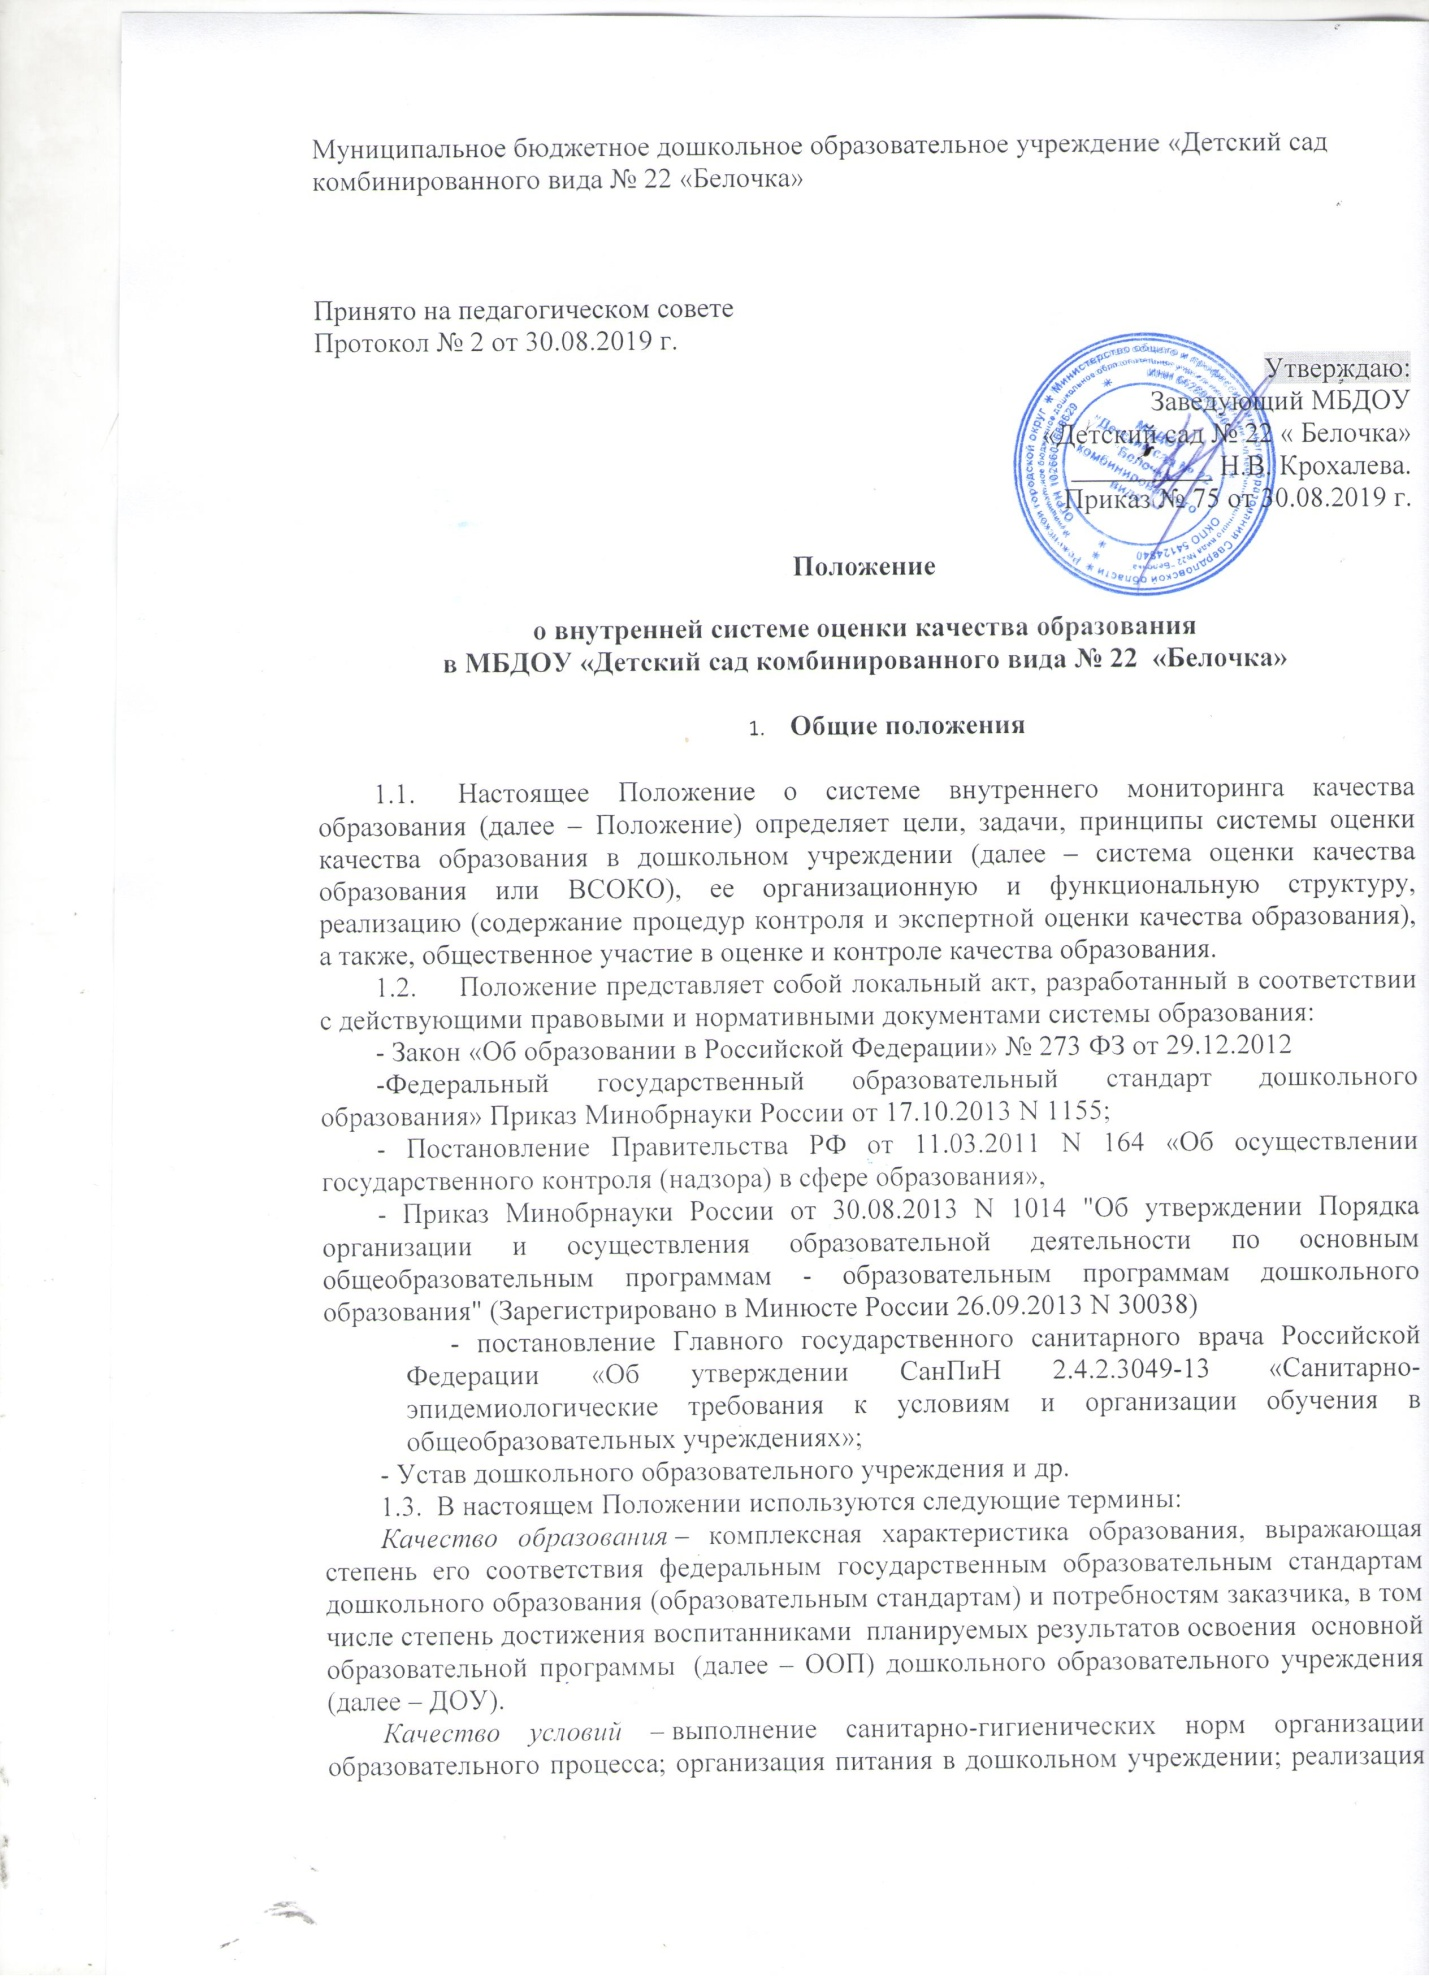 Муниципальное бюджетное дошкольное образовательное учреждение «Детский сад
комбинированного вида № 22 «Белочка»
Принято на педагогическом совете
Протокол № 2 от 30.08.2019 г.
Утверждаю:
Заведующий МБДОУ
«Детский сад № 22 « Белочка»
__________ Н.В. Крохалева.
Приказ № 75 от 30.08.2019 г.
Положение
о внутренней системе оценки качества образования
в МБДОУ «Детский сад комбинированного вида № 22 «Белочка»
1. Общие положения
1.1. Настоящее Положение о системе внутреннего мониторинга качества
образования (далее – Положение) определяет цели, задачи, принципы системы оценки
качества образования в дошкольном учреждении (далее – система оценки качества
образования или ВСОКО), ее организационную и функциональную структуру,
реализацию (содержание процедур контроля и экспертной оценки качества образования),
а также, общественное участие в оценке и контроле качества образования.
1.2. Положение представляет собой локальный акт, разработанный в соответствии
с действующими правовыми и нормативными документами системы образования:
- Закон «Об образовании в Российской Федерации» № 273 ФЗ от 29.12.2012
-Федеральный государственный образовательный стандарт дошкольного
образования» Приказ Минобрнауки России от 17.10.2013 N 1155;
- Постановление Правительства РФ от 11.03.2011 N 164 «Об осуществлении
государственного контроля (надзора) в сфере образования»,
- Приказ Минобрнауки России от 30.08.2013 N 1014 "Об утверждении Порядка
организации и осуществления образовательной деятельности по основным
общеобразовательным программам - образовательным программам дошкольного
образования" (Зарегистрировано в Минюсте России 26.09.2013 N 30038)
- постановление Главного государственного санитарного врача Российской
Федерации «Об утверждении СанПиН 2.4.2.3049-13 «Санитарно-
эпидемиологические требования к условиям и организации обучения в
общеобразовательных учреждениях»;
- Устав дошкольного образовательного учреждения и др.
1.3. В настоящем Положении используются следующие термины:
Качество образования – комплексная характеристика образования, выражающая
степень его соответствия федеральным государственным образовательным стандартам
дошкольного образования (образовательным стандартам) и потребностям заказчика, в том
числе степень достижения воспитанниками планируемых результатов освоения основной
образовательной программы (далее – ООП) дошкольного образовательного учреждения
(далее – ДОУ).
Качество условий – выполнение санитарно-гигиенических норм организации
образовательного процесса; организация питания в дошкольном учреждении; реализация